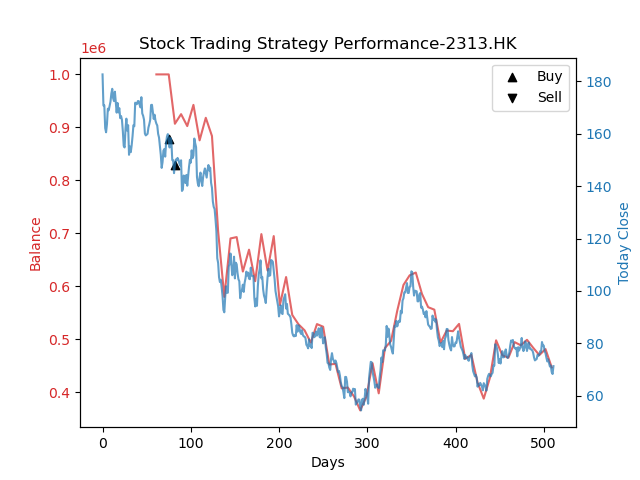 Stock Trading Strategy Performance-2313.HK
1e6
Buy
Sell
1.0
0.9
0.8
0.7
0.6
0.5
0.4
Balance
180
160
140
120
100
80
60
Today Close
0
100
200
300
400
500
Days